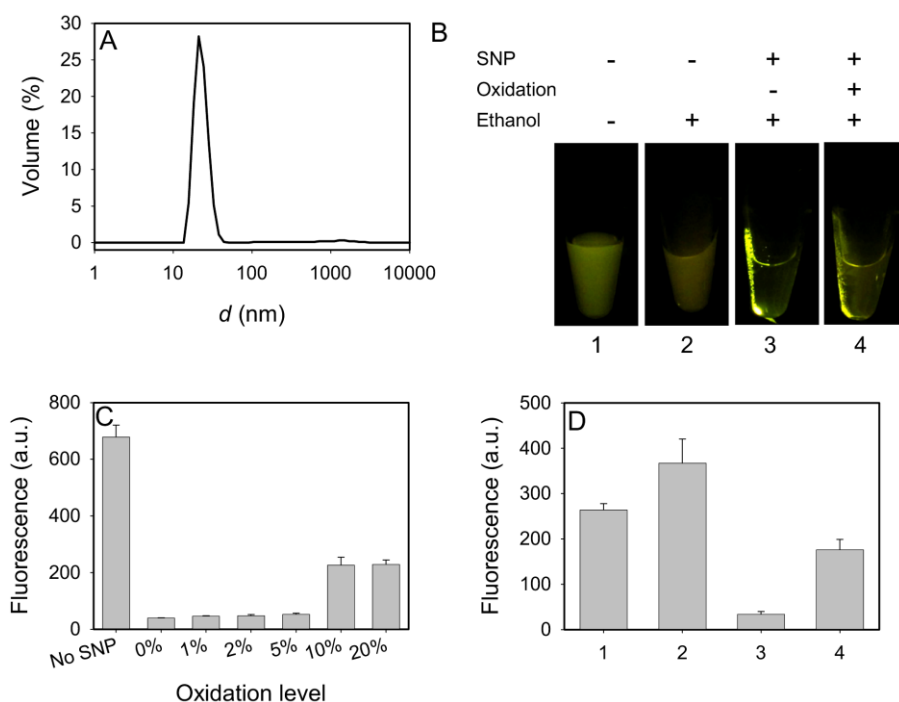 A
Volume (%)
30
25
20
15
10
5
0
1 10 100 1000 10000
d (nm)
B
SNP - - + +
Oxidation - +
Ethanol - + + +
1 2 3 4
C
Fluorescence (a.u.)
800
600
400
200
0
No SNP 0% 1% 2% 5% 10% 20%
Oxidation level
D
Fluorescence (a.u.)
500
400
300
200
100
0
1 2 3 4